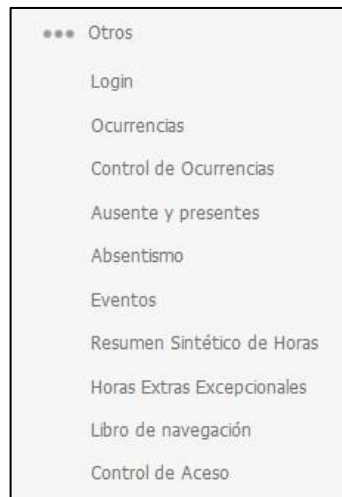 Otros
Login
Ocurrencias
Control de Ocurrencias
Ausente y presentes
Absentismo
Eventos
Resumen Sintético de Horas
Horas Extras Excepcionales
Libro de navegación
Control de Aceso